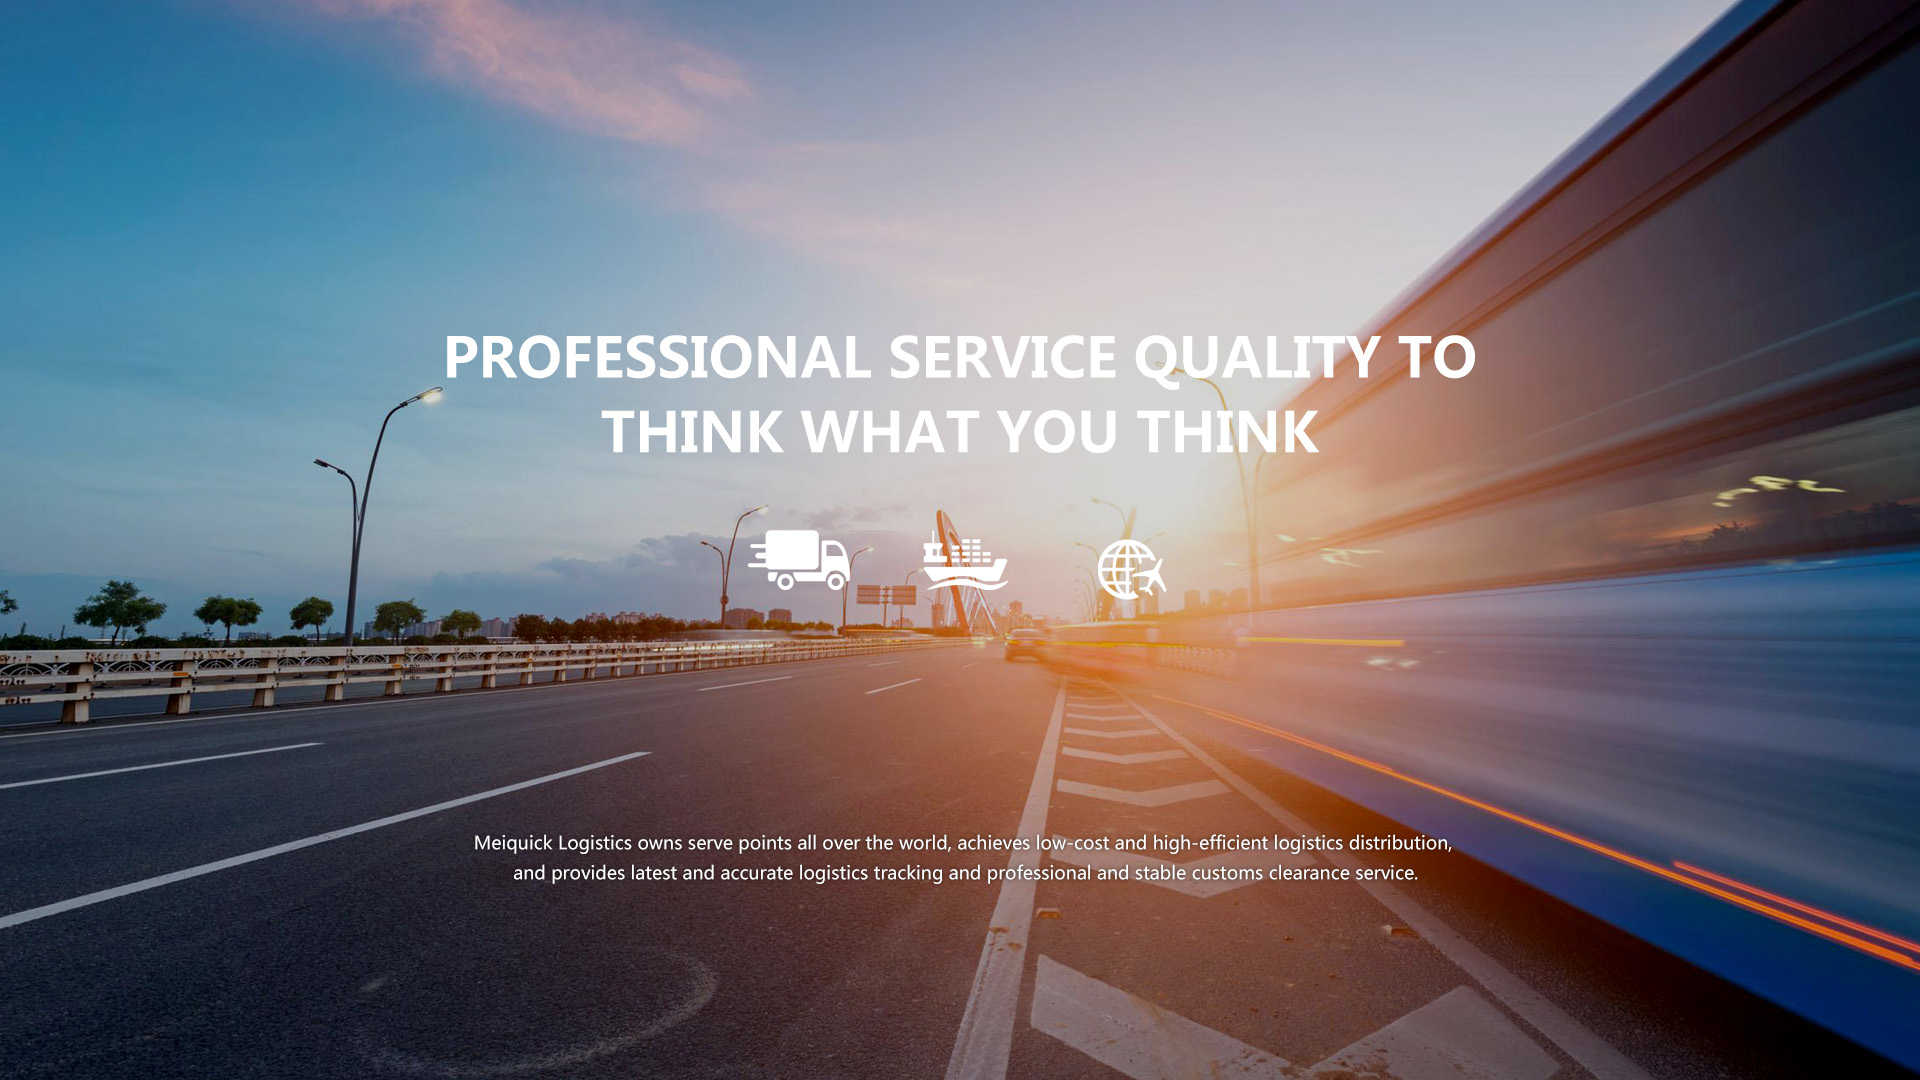 PROFESSIONAL SERVICE QUALITY TO
THINK WHAT YOU THINK
Meiquick Logistics owns serve points all over the world, achieves low-cost and high-efficient logistics distribution,
and provides latest and accurate logistics tracking and professional and stable customs clearance service.